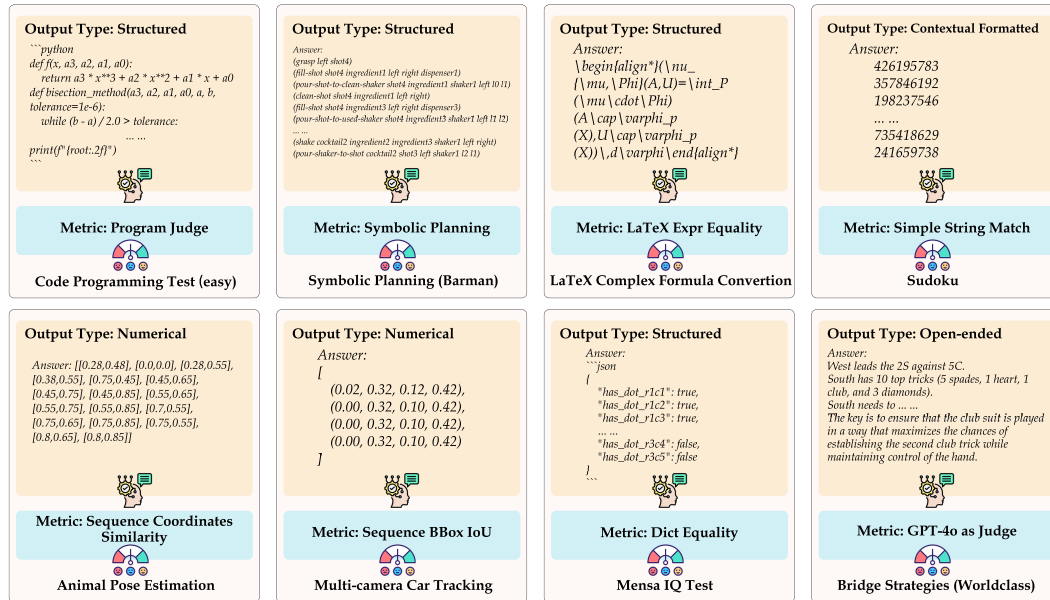 Output Type: Structured
```python
def f(x, a3, a2, a1, a0):
return a3 * x**3 + a2 * x**2 + a1 * x + a0
def bisection_method(a3, a2, a1, a0, a, b,
tolerance=1e-6):
while (b - a) / 2.0 > tolerance:
... ...
print(f"{root:.2f}")
```
Metric: Program Judge
Code Programming Test (easy)
Output Type: Structured
Answer:
(grasp left shot4)
(fill-shot shot4 ingredient1 left right dispenser1)
(pour-shot-to-clean-shaker shot4 ingredient1 shaker1 left l0 l1)
(clean-shot shot4 ingredient1 left right)
(fill-shot shot4 ingredient3 left right dispenser3)
(pour-shot-to-used-shaker shot4 ingredient3 shaker1 left l1 l2)
... ...
(shake cocktail2 ingredient2 ingredient3 shaker1 left right)
(pour-shaker-to-shot cocktail2 shot3 left shaker1 l2 l1)
Metric: Symbolic Planning
Symbolic Planning (Barman)
Output Type: Structured
Answer:
\begin{align*}(\nu_
{\mu,\Phi}(A,U)=\int_P
(\mu\cdot\Phi)
(A\cap\varphi_p
(X),U\cap\varphi_p
(X))\,d\varphi\end{align*}
Metric: LaTeX Expr Equality
LaTeX Complex Formula Convertion
Output Type: Contextual Formatted
Answer:
426195783
357846192
198237546
... ...
735418629
241659738
Metric: Simple String Match
Sudoku
Output Type: Numerical
Answer: [[0.28,0.48], [0.0,0.0], [0.28,0.55],
[0.38,0.55], [0.75,0.45], [0.45,0.65],
[0.45,0.75], [0.45,0.85], [0.55,0.65],
[0.55,0.75], [0.55,0.85], [0.7,0.55],
[0.75,0.65], [0.75,0.85], [0.75,0.55],
[0.8,0.65], [0.8,0.85]]
Metric: Sequence Coordinates
Similarity
Animal Pose Estimation
Output Type: Numerical
Answer:
[
(0.02, 0.32, 0.12, 0.42),
(0.00, 0.32, 0.10, 0.42),
(0.00, 0.32, 0.10, 0.42),
(0.00, 0.32, 0.10, 0.42)
]
Metric: Sequence BBox IoU
Multi-camera Car Tracking
Output Type: Structured
Answer:
```json
{
"has_dot_r1c1": true,
"has_dot_r1c2": true,
"has_dot_r1c3": true,
... ...
"has_dot_r3c4": false,
"has_dot_r3c5": false
}
```
Metric: Dict Equality
Mensa IQ Test
Output Type: Open-ended
Answer:
West leads the 2S against 5C.
South has 10 top tricks (5 spades, 1 heart, 1
club, and 3 diamonds).
South needs to ... ...
The key is to ensure that the club suit is played
in a way that maximizes the chances of
establishing the second club trick while
maintaining control of the hand.
Metric: GPT-4o as Judge
Bridge Strategies (Worldclass)